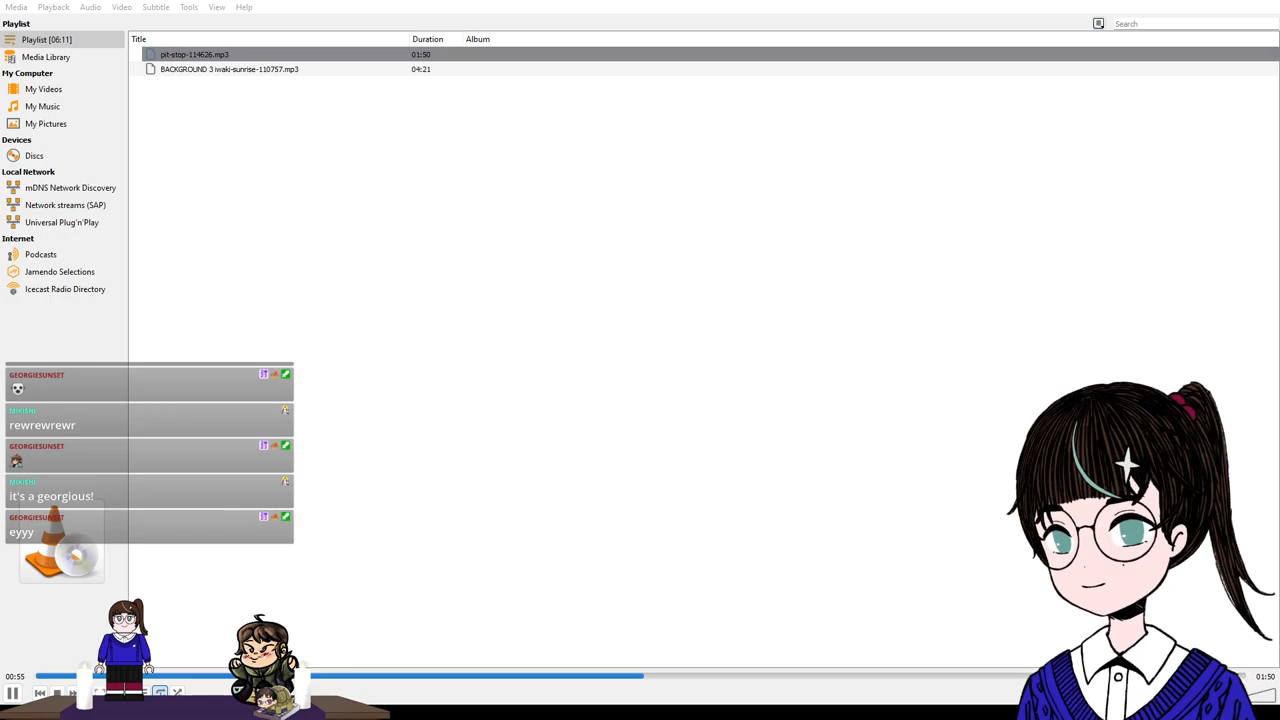 Media Playback Audio Video Subtitle Tools View Help
Playlist
Search
Playlist [06:11]
Media Library
My Computer
My Videos
My Music
My Pictures
Devices
Discs
Local Network
mDNS Network Discovery
Network streams (SAP)
Universal Plug'n'Play
Internet
Podcasts
Jamendo Selections
Icecast Radio Directory
Title Duration Album
pit-stop-114626.mp3 01:50
BACKGROUND 3 iwaki-sunrise-110757.mp3 04:21
GEORGIESUNSET
MIKISHI
rewrewrewr
GEORGIESUNSET
MIKISHI
it's a georgious!
GEORGIESUNSET
eyyy
00:55
01:50